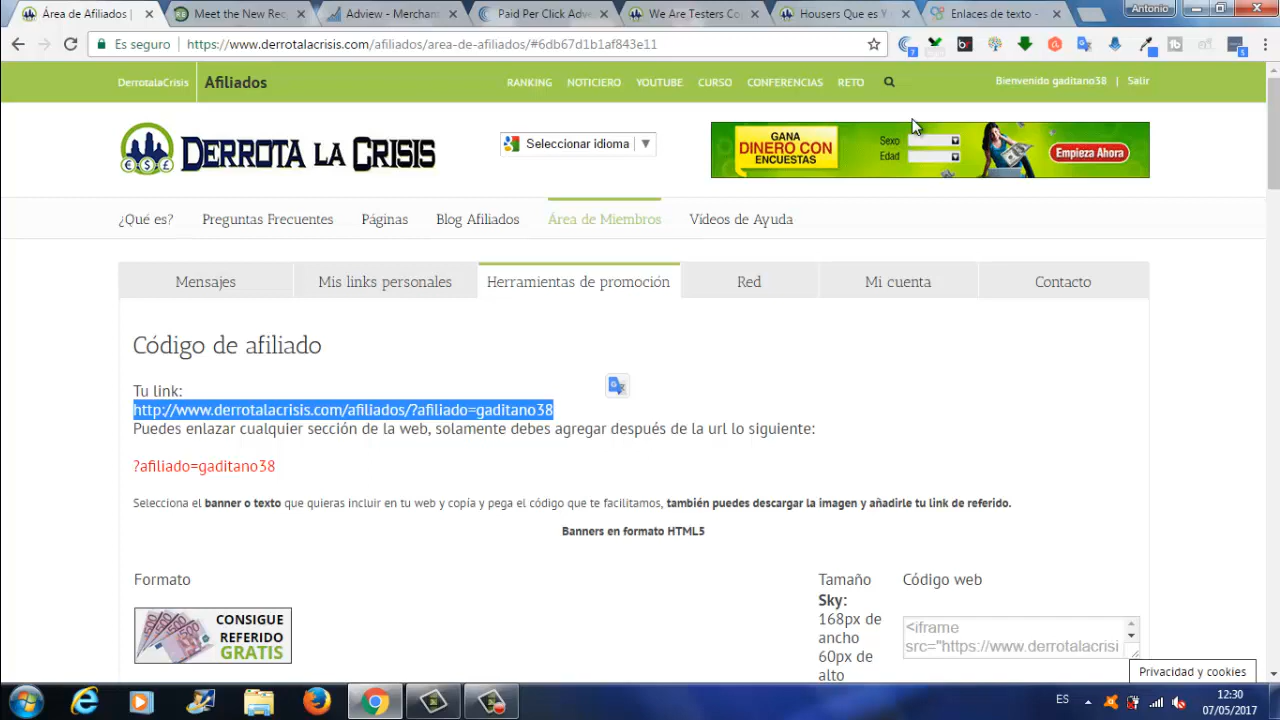 Área de Afiliados |
Meet the New Rec
Adview - Merchan
Paid Per Click Adve
We Are Testers Co
Housers Que es Y
Enlaces de texto -
Antonio
Es seguro
https://www.derrotalacrisis.com/afiliados/area-de-afiliados/#6db67d1b1af843e11
7
5
DerrotalaCrisis
Afiliados
RANKING
NOTICIERO
YOUTUBE
CURSO
CONFERENCIAS
RETO
Bienvenido gaditano38 | Salir
DERROTA LA CRISIS
Seleccionar idioma
GANA
DINERO CON
ENCUESTAS
Sexo
Edad
Empieza Ahora
¿Qué es?
Preguntas Frecuentes
Páginas
Blog Afiliados
Área de Miembros
Vídeos de Ayuda
Mensajes
Mis links personales
Herramientas de promoción
Red
Mi cuenta
Contacto
Código de afiliado
Tu link:
http://www.derrotalacrisis.com/afiliados/?afiliado=gaditano38
Puedes enlazar cualquier sección de la web, solamente debes agregar después de la url lo siguiente:
?afiliado=gaditano38
Selecciona el banner o texto que quieras incluir en tu web y copía y pega el código que te facilitamos, también puedes descargar la imagen y añadirle tu link de referido.
Banners en formato HTML5
Formato
Tamaño
Código web
CONSIGUE
REFERIDO
GRATIS
Sky:
168px de
ancho
60px de
alto
<iframe
src="https://www.derrotalacrisi
Privacidad y cookies
ES
12:30
07/05/2017